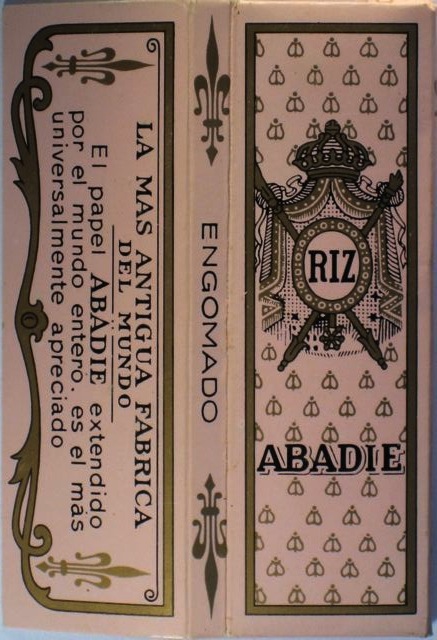 LA MAS ANTIGUA FABRICA
DEL MUNDO
El papel ABADIE extendido
por el mundo entero. es el más
universalmente apreciado
ENGOMADO
RIZ
ABADIE